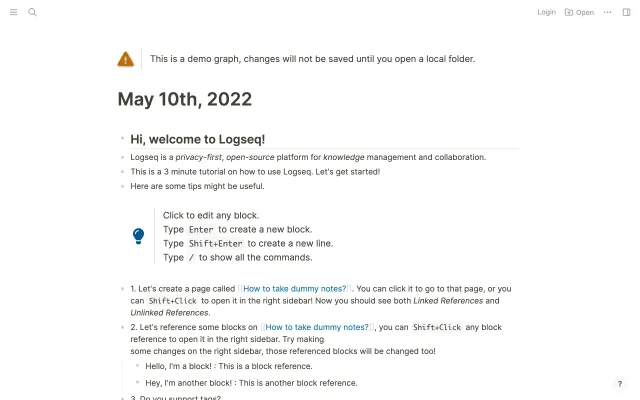 Login Open
This is a demo graph, changes will not be saved until you open a local folder.
May 10th, 2022
Hi, welcome to Logseq!
Logseq is a privacy-first, open-source platform for knowledge management and collaboration.
This is a 3 minute tutorial on how to use Logseq. Let's get started!
Here are some tips might be useful.
Click to edit any block.
Type Enter to create a new block.
Type Shift+Enter to create a new line.
Type / to show all the commands.
1. Let's create a page called [[How to take dummy notes?]]. You can click it to go to that page, or you
can Shift+Click to open it in the right sidebar! Now you should see both Linked References and
Unlinked References.
2. Let's reference some blocks on [[How to take dummy notes?]], you can Shift+Click any block
reference to open it in the right sidebar. Try making
some changes on the right sidebar, those referenced blocks will be changed too!
Hello, I'm a block! : This is a block reference.
Hey, I'm another block! : This is another block reference.
3. Do you support tags?
?